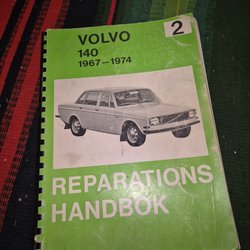 2
VOLVO
140
1967-1974
REPARATIONS
HANDBOK